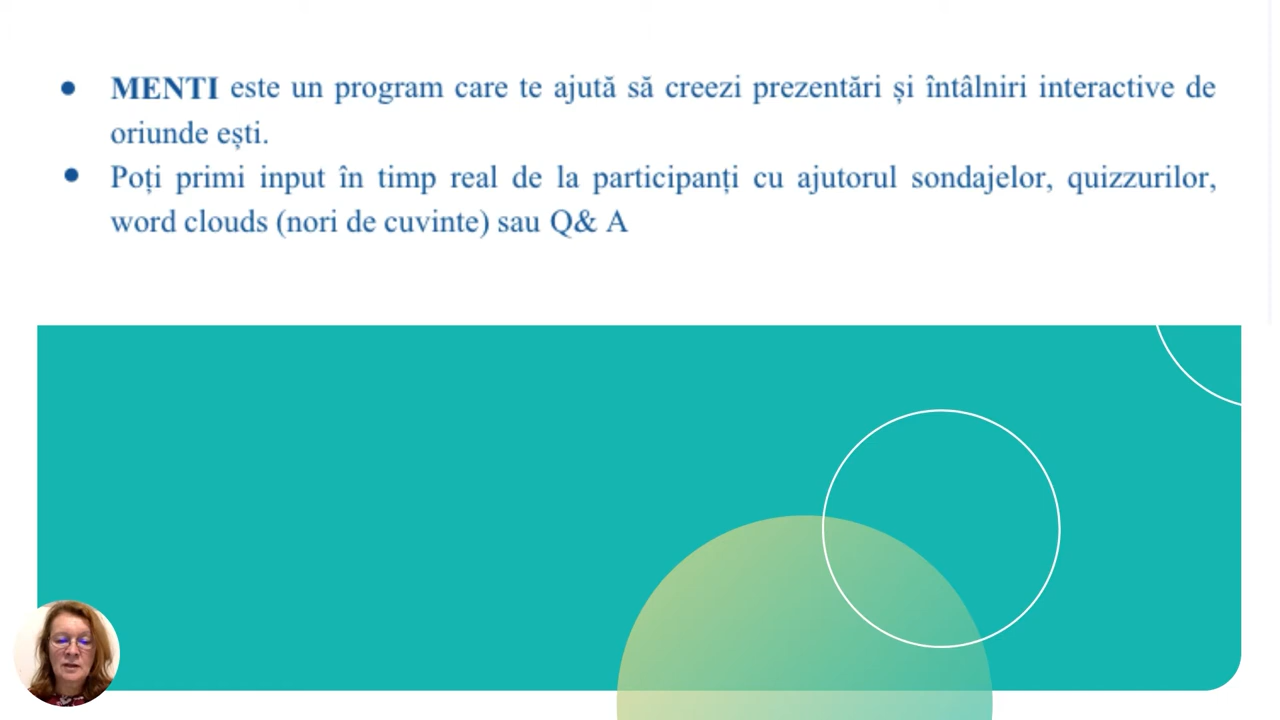 ● MENTI este un program care te ajută să creezi prezentări și întâlniri interactive de
oriunde ești.
● Poți primi input în timp real de la participanți cu ajutorul sondajelor, quizzurilor,
word clouds (nori de cuvinte) sau Q& A